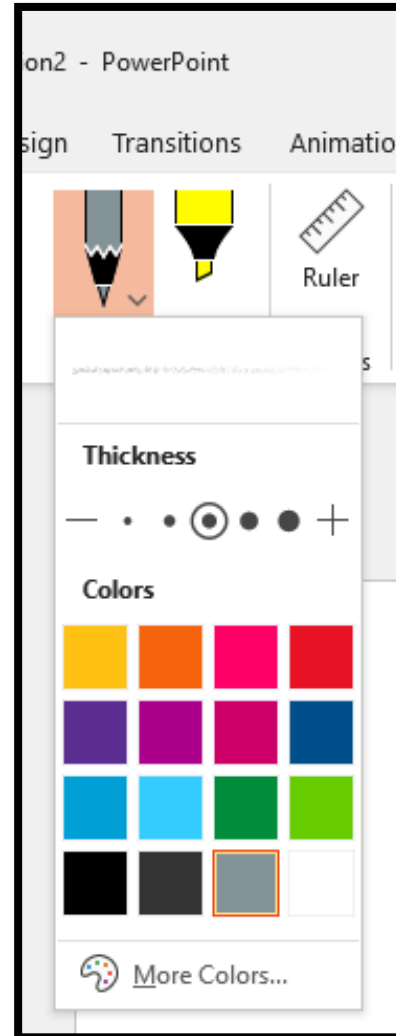 on2 - PowerPoint
sign Transitions Animatio
Ruler
s
Thickness
Colors
More Colors...